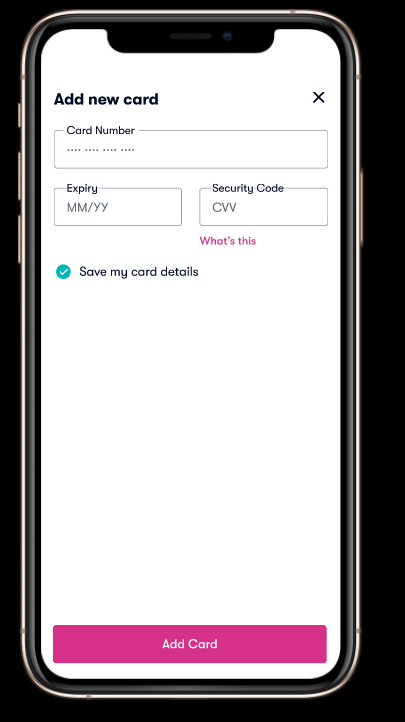 Add new card
Card Number
.... .... .... ....
Expiry
Security Code
MM/YY
CVV
What's this
Save my card details
Add Card